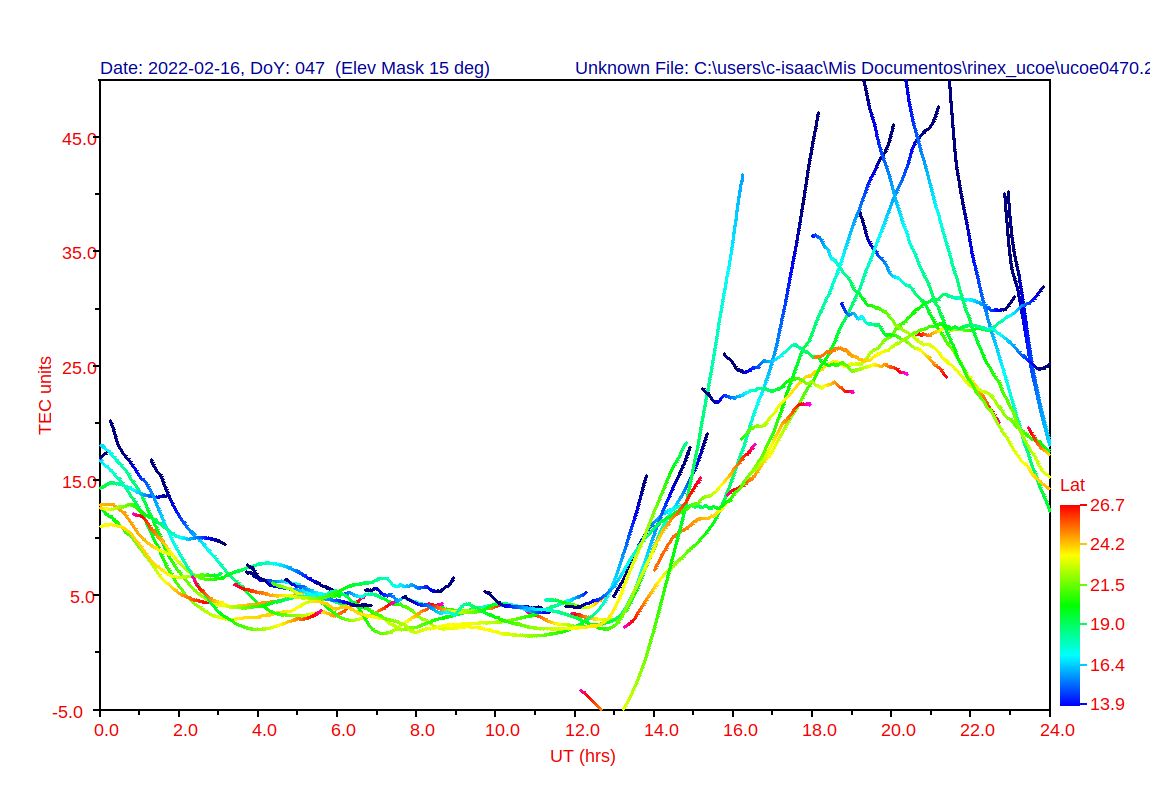 Date: 2022-02-16, DoY: 047  (Elev Mask 15 deg)
Unknown File: C:\users\c-isaac\Mis Documentos\rinex_ucoe\ucoe0470.2
45.0
35.0
25.0
15.0
5.0
-5.0
TEC units
0.0 2.0 4.0 6.0 8.0 10.0 12.0 14.0 16.0 18.0 20.0 22.0 24.0
UT (hrs)
Lat
26.7
24.2
21.5
19.0
16.4
13.9